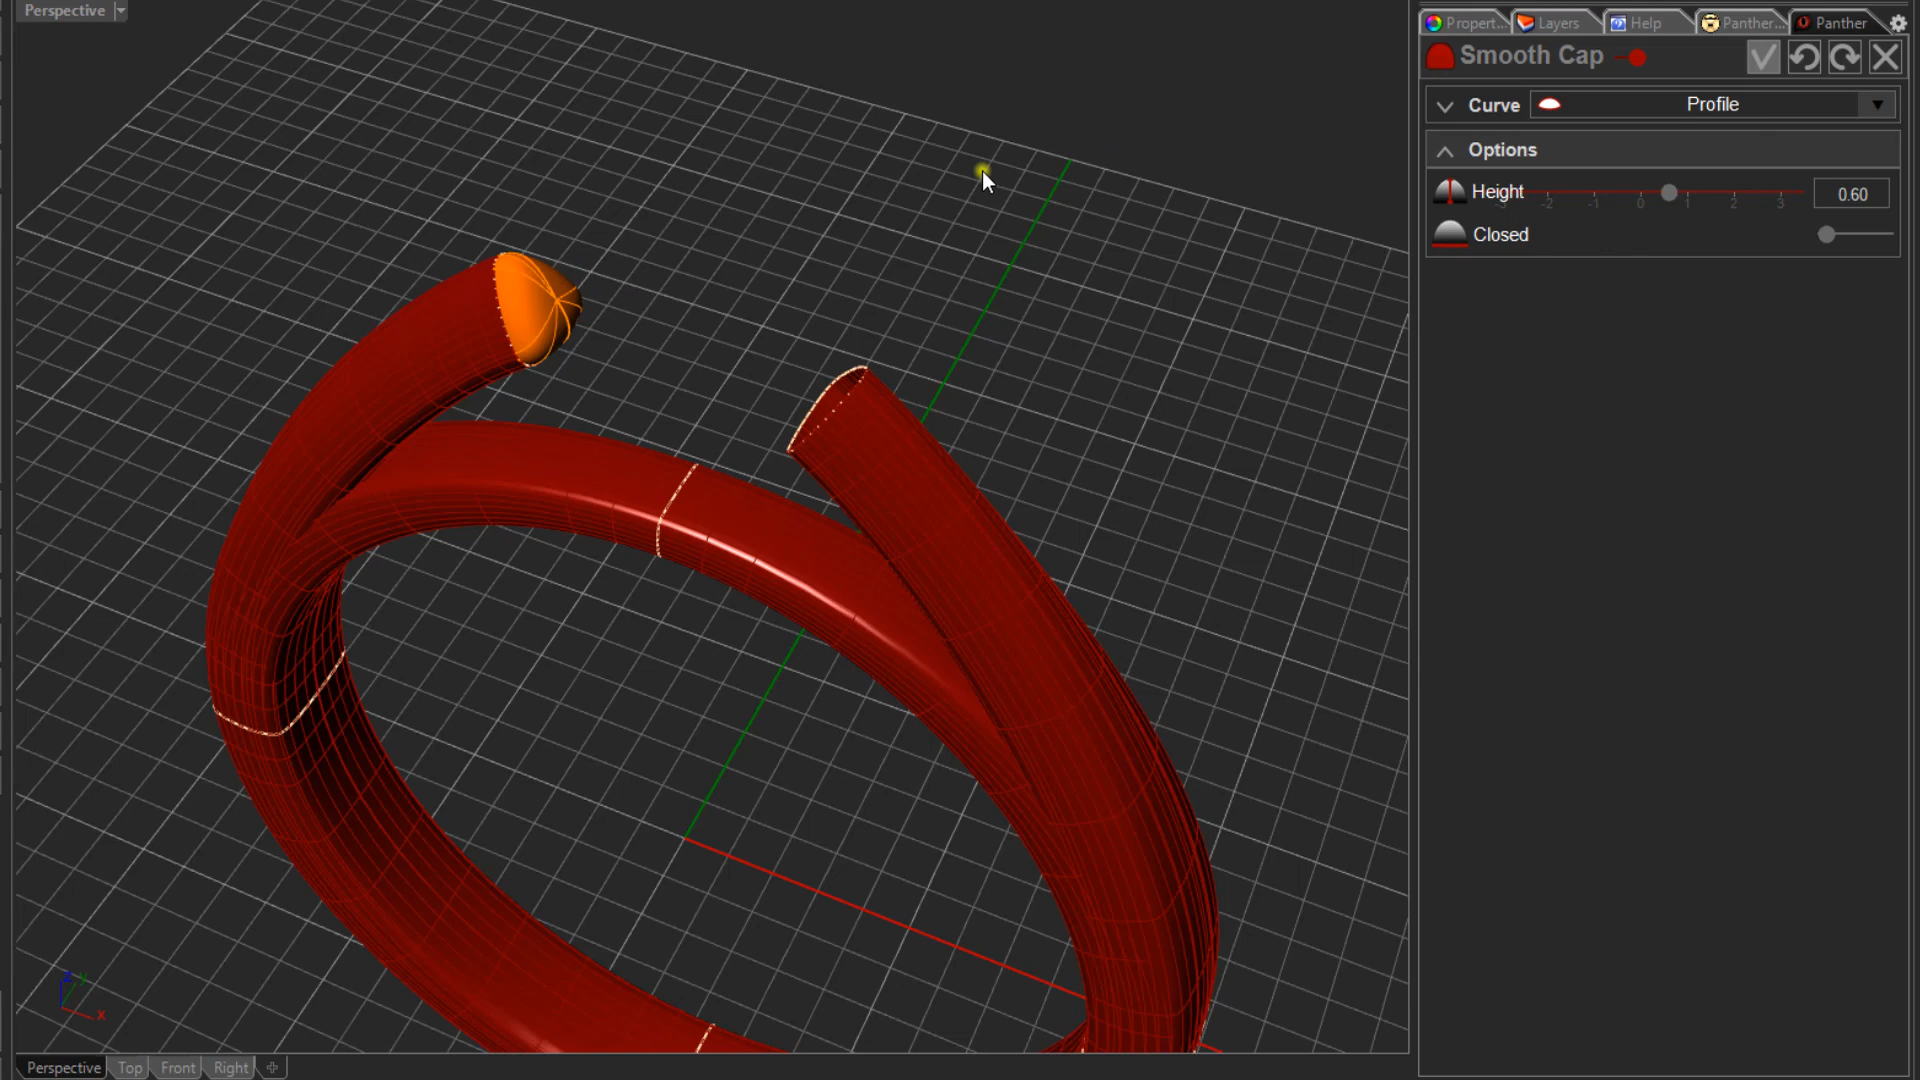 Perspective
Propert...
Layers
Help
Panther...
Panther
Smooth Cap
Curve
Profile
Options
Height
-3 -2 -1 0 1 2 3
0.60
Closed
z y
x
Perspective
Top
Front
Right